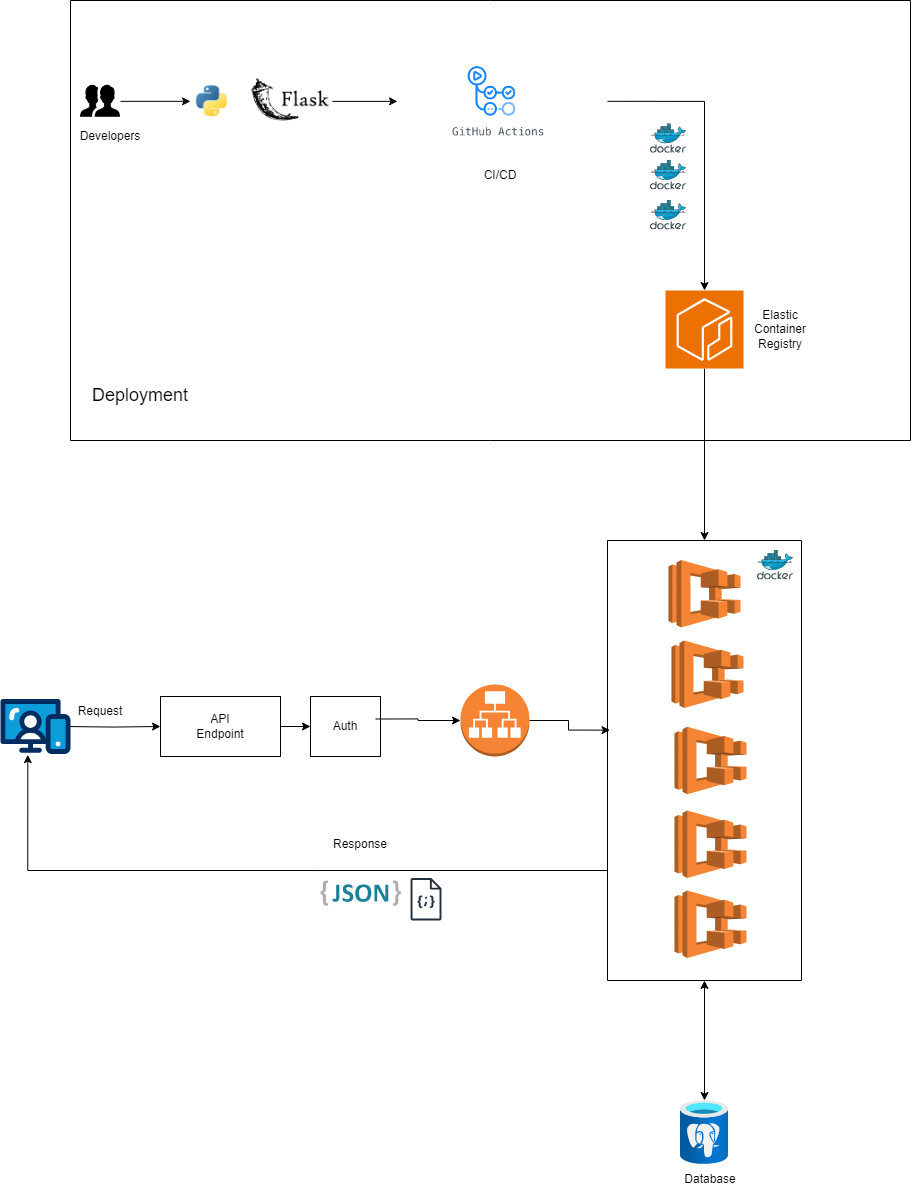 Flask
Developers
GitHub Actions
CI/CD
docker
docker
docker
Elastic
Container
Registry
Deployment
docker
Request
API
Endpoint
Auth
Response
{JSON}
{;}
Database